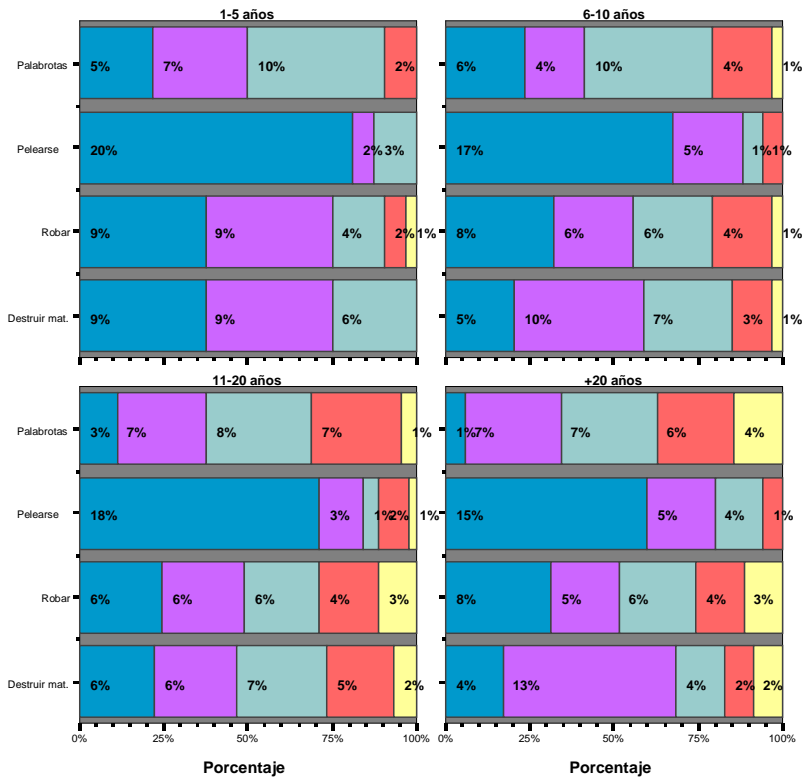 1-5 años
6-10 años
Palabrotas 5% 7% 10% 2% 6% 4% 10% 4% 1%
Pelearse 20% 2% 3% 17% 5% 1% 1%
Robar 9% 9% 4% 2% 1% 8% 6% 6% 4% 1%
Destruir mat. 9% 9% 6% 5% 10% 7% 3% 1%
11-20 años
+20 años
Palabrotas 3% 7% 8% 7% 1% 1% 7% 7% 6% 4%
Pelearse 18% 3% 1% 2% 1% 15% 5% 4% 1%
Robar 6% 6% 6% 4% 3% 8% 5% 6% 4% 3%
Destruir mat. 6% 6% 7% 5% 2% 4% 13% 4% 2% 2%
0% 25% 50% 75% 100% 0% 25% 50% 75% 100%
Porcentaje Porcentaje